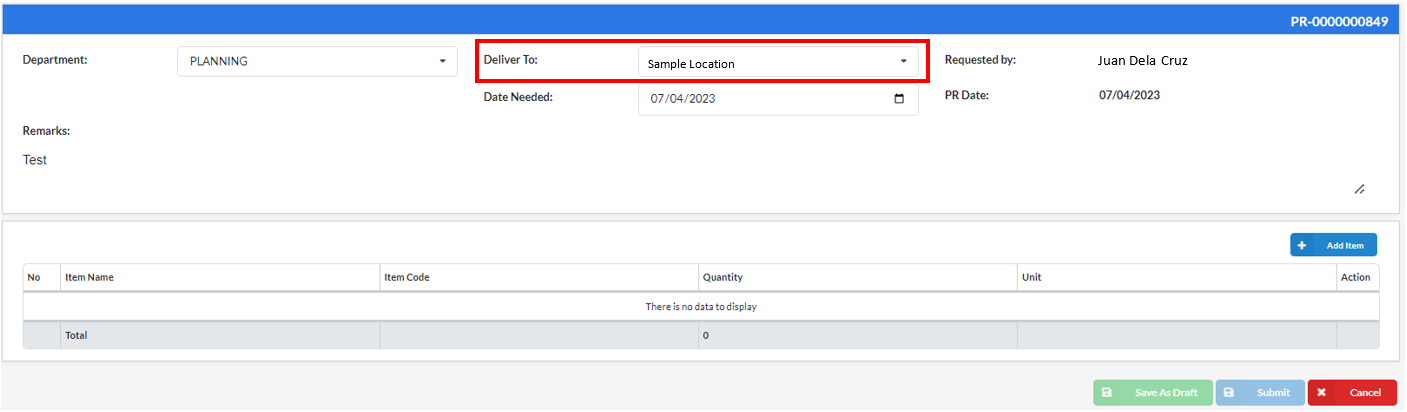 PR-0000000849
Department: PLANNING Deliver To: Sample Location Requested by: Juan Dela Cruz
Date Needed: 07/04/2023 PR Date: 07/04/2023
Remarks:
Test
Add Item
No Item Name Item Code Quantity Unit Action
There is no data to display
Total 0
Save As Draft Submit Cancel